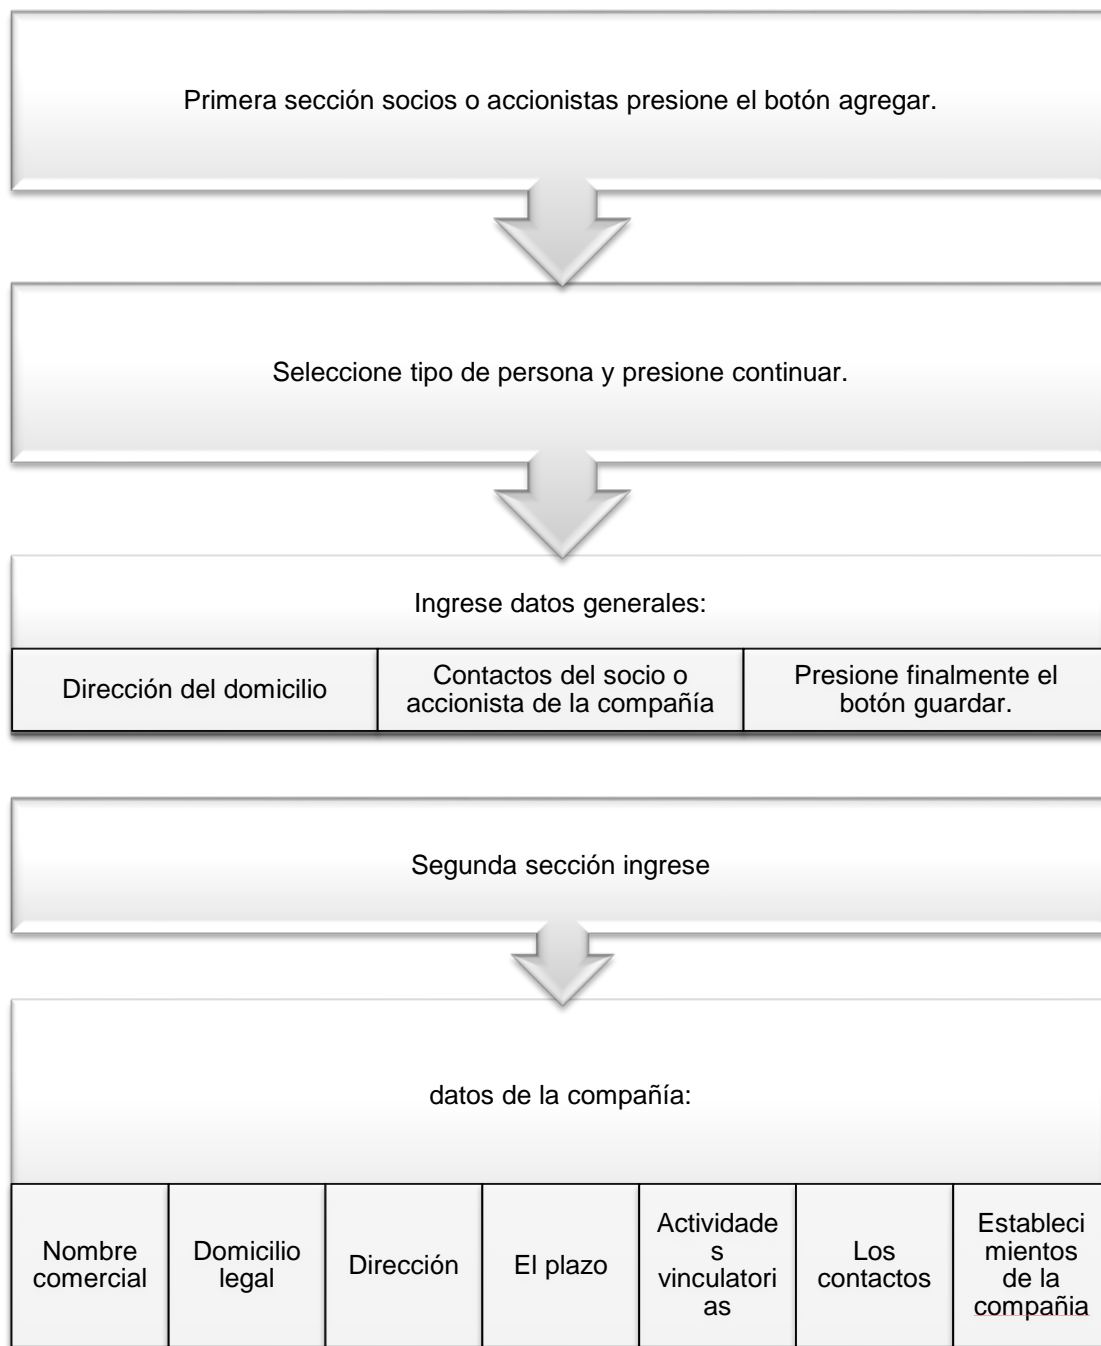 Primera sección socios o accionistas presione el botón agregar.
Seleccione tipo de persona y presione continuar.
Ingrese datos generales:
Dirección del domicilio
Contactos del socio o
accionista de la compañía
Presione finalmente el
botón guardar.
Segunda sección ingrese
datos de la compañía:
Nombre
comercial
Domicilio
legal
Dirección
El plazo
Actividade
s
vinculatori
as
Los
contactos
Estableci
mientos
de la
compañia